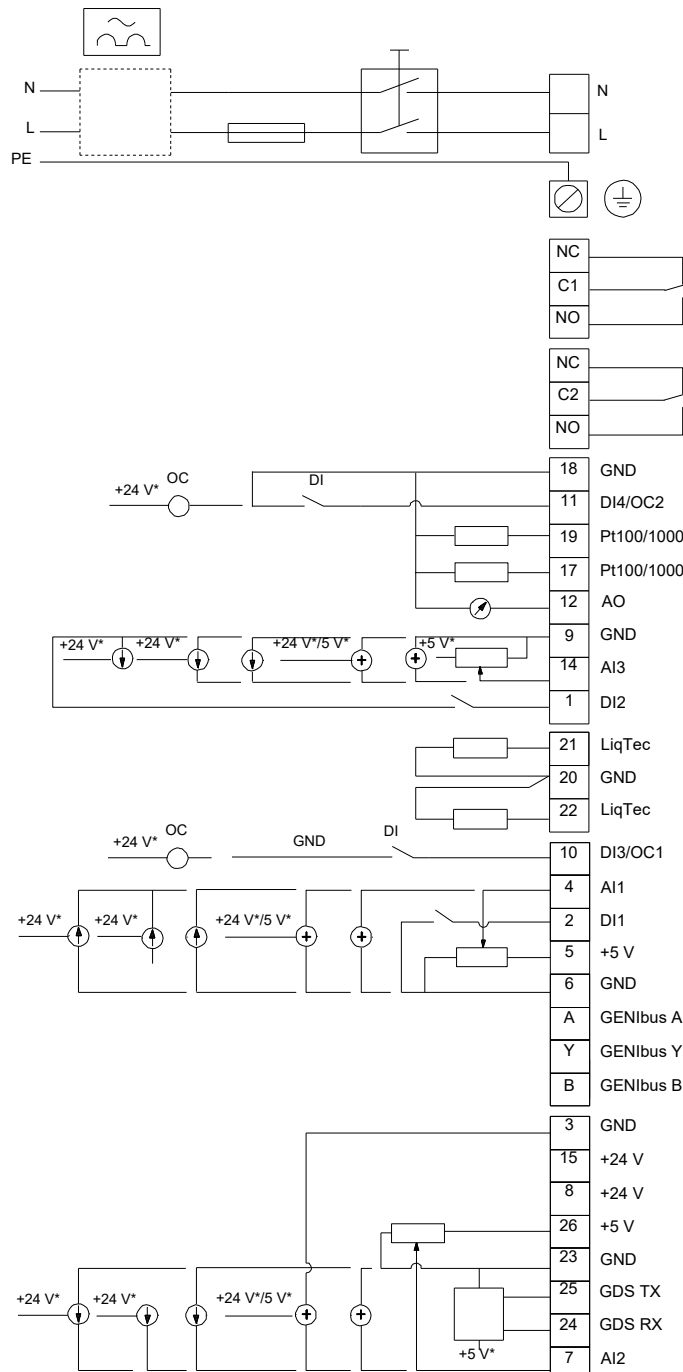 N N
L L
PE
NC
C1
NO
NC
C2
NO
18 GND
+24 V* OC DI 11 DI4/OC2
19 Pt100/1000
17 Pt100/1000
12 AO
9 GND
+24 V* +24 V* +24 V*/5 V* +5 V*
14 AI3
1 DI2
21 LiqTec
20 GND
22 LiqTec
+24 V* OC GND DI 10 DI3/OC1
4 AI1
+24 V* +24 V* +24 V*/5 V* 2 DI1
5 +5 V
6 GND
A GENIbus A
Y GENIbus Y
B GENIbus B
3 GND
15 +24 V
8 +24 V
26 +5 V
23 GND
25 GDS TX
+24 V* +24 V* +24 V*/5 V* 24 GDS RX
+5 V* 7 AI2